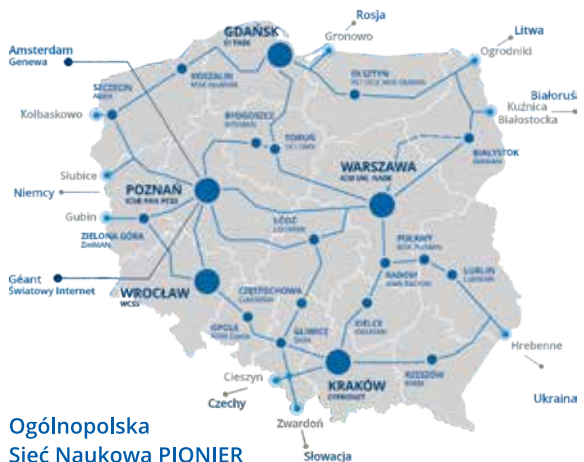 Rosja
GDAŃSK
Gronowo
Litwa
Amsterdam
Genewa
KOSZALIN
OLSZTYN
Ogrodniki
SZCZECIN
Białoruś
Kołbaskowo
BYDGOSZCZ
TORUŃ
Kuźnica
Białostocka
BIAŁYSTOK
Słubice
WARSZAWA
POZNAŃ
Niemcy
Gubin
ŁÓDŹ
ZIELONA GÓRA
PUŁAWY
RADOM
LUBLIN
Géant
Światowy Internet
WROCŁAW
WCSS
CZĘSTOCHOWA
KIELCE
OPOLE
GLIWICE
Hrebenne
Cieszyn
KRAKÓW
CYFRONET
RZESZÓW
Czechy
Ukraina
Zwardoń
Ogólnopolska
Sieć Naukowa PIONIER
Słowacja